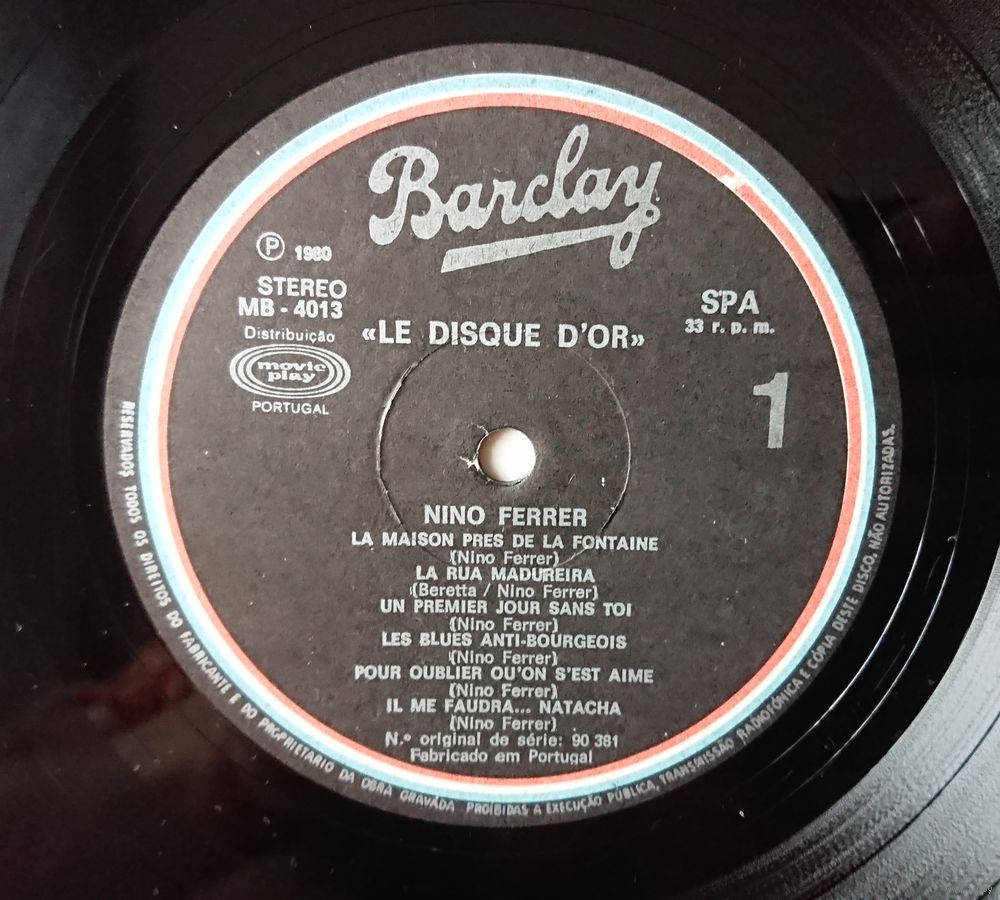 Barclay
Ⓟ 1980
STEREO
MB - 4013
Distribuição
movie
play
PORTUGAL
«LE DISQUE D'OR»
SPA
33 r. p. m.
1
NINO FERRER
LA MAISON PRES DE LA FONTAINE
(Nino Ferrer)
LA RUA MADUREIRA
(Beretta / Nino Ferrer)
UN PREMIER JOUR SANS TOI
(Nino Ferrer)
LES BLUES ANTI-BOURGEOIS
(Nino Ferrer)
POUR OUBLIER OU'ON S'EST AIME
(Nino Ferrer)
IL ME FAUDRA... NATACHA
(Nino Ferrer)
N.º original de série: 90 381
Fabricado em Portugal
RESERVADOS TODOS OS DIREITOS DO FABRICANTE E DO PROPRIETARIO DA OBRA GRAVADA PROIBIDAS A EXECUÇÃO PÚBLICA, TRANSMISSÃO RADIOTÓNICA E CÓPIA DESTE DISCO, NÃO AUTORIZADAS.